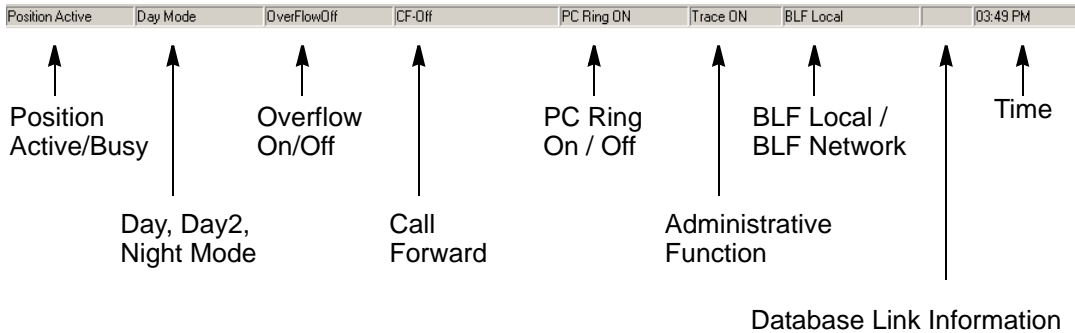 Position Active Day Mode OverFlowOff CF-Off PC Ring ON Trace ON BLF Local 03:49 PM
Position
Active/Busy
Overflow
On/Off
PC Ring
On / Off
BLF Local /
BLF Network
Time
Day, Day2,
Night Mode
Call
Forward
Administrative
Function
Database Link Information